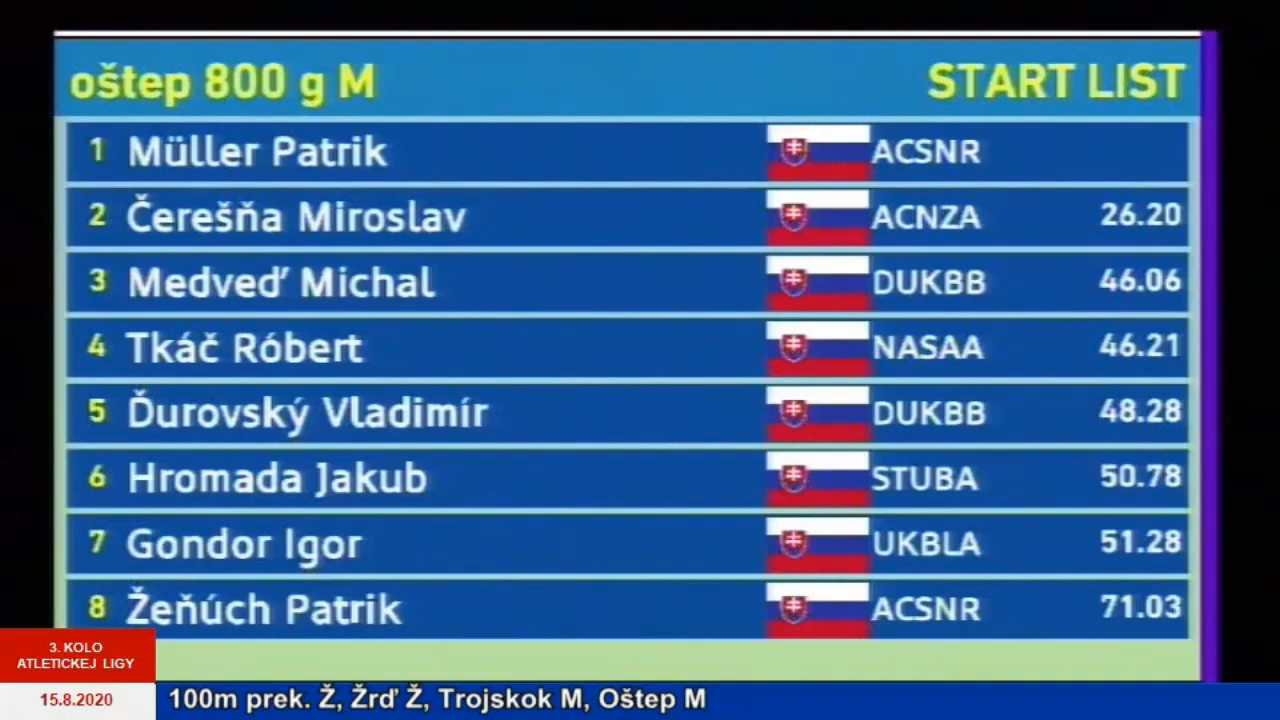 oštep 800 g M START LIST
1 Müller Patrik ACSNR
2 Čerešňa Miroslav ACNZA 26.20
3 Medveď Michal DUKBB 46.06
4 Tkáč Róbert NASAA 46.21
5 Ďurovský Vladimír DUKBB 48.28
6 Hromada Jakub STUBA 50.78
7 Gondor Igor UKBLA 51.28
8 Žeňúch Patrik ACSNR 71.03
3. KOLO
ATLETICKEJ LIGY
15.8.2020
100m prek. Ž, Žrď Ž, Trojskok M, Oštep M